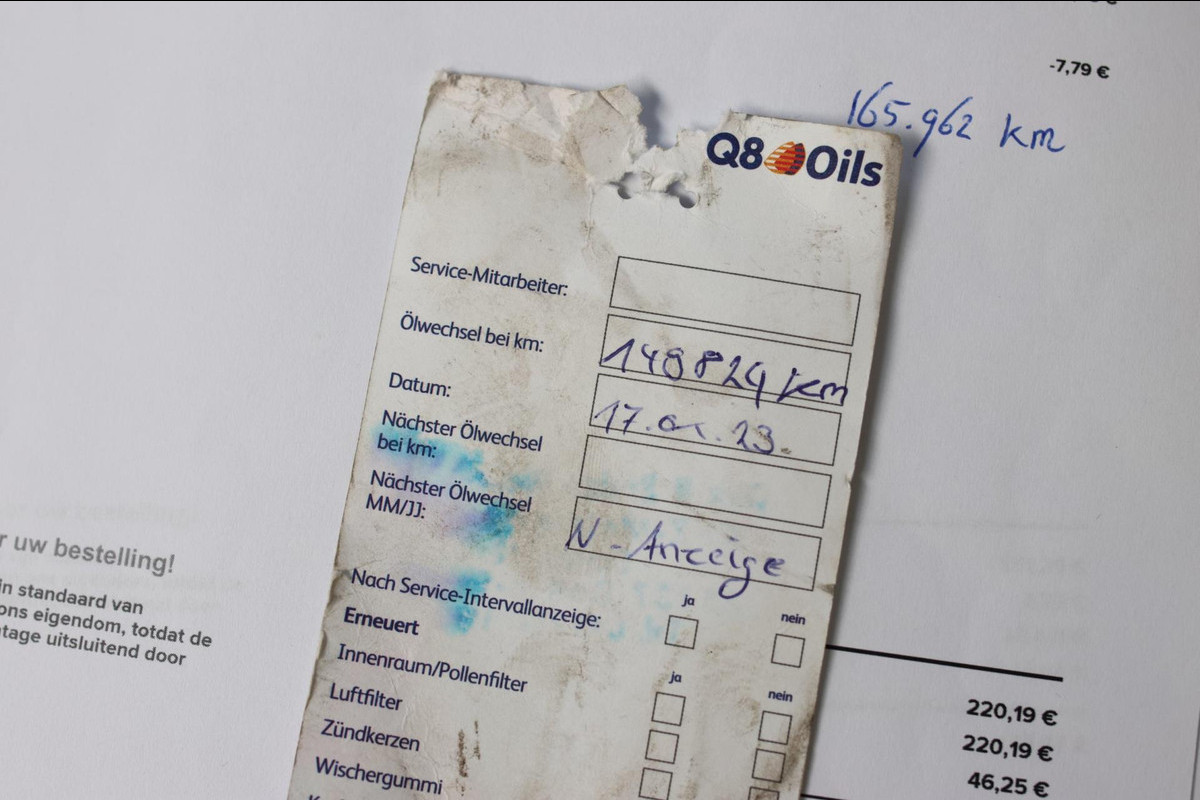 -7,79 €
165.962 km
Q8 Oils
Service-Mitarbeiter:
Ölwechsel bei km: 148824 km
Datum: 17.01.23.
Nächster Ölwechsel
bei km:
Nächster Ölwechsel
MM/JJ: N-Anzeige
Nach Service-Intervallanzeige: ja nein
Erneuert
Innenraum/Pollenfilter ja nein
Luftfilter
Zündkerzen
Wischergummi
r uw bestelling!
in standaard van
ons eigendom, totdat de
tage uitsluitend door
220,19 €
220,19 €
46,25 €